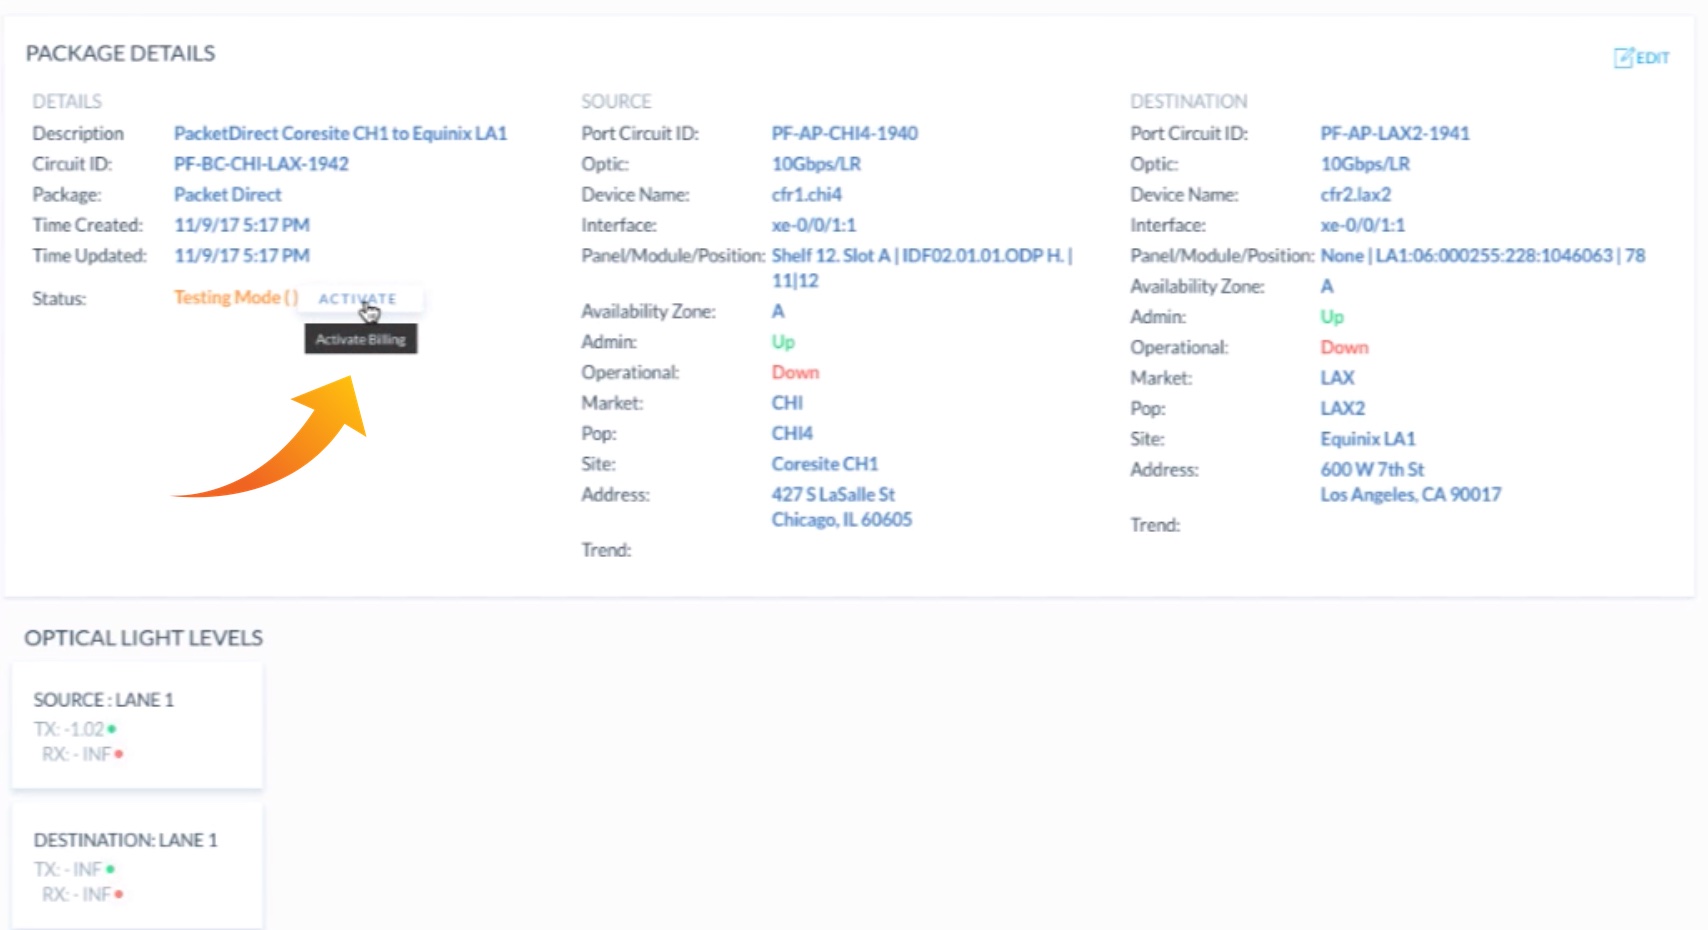 PACKAGE DETAILS
EDIT
DETAILS
Description PacketDirect Coresite CH1 to Equinix LA1
Circuit ID: PF-BC-CHI-LAX-1942
Package: Packet Direct
Time Created: 11/9/17 5:17 PM
Time Updated: 11/9/17 5:17 PM
Status: Testing Mode ( ) ACTIVATE
Activate Billing
SOURCE
Port Circuit ID: PF-AP-CHI4-1940
Optic: 10Gbps/LR
Device Name: cfr1.chi4
Interface: xe-0/0/1:1
Panel/Module/Position: Shelf 12. Slot A | IDF02.01.01.ODP H. |
11|12
Availability Zone: A
Admin: Up
Operational: Down
Market: CHI
Pop: CHI4
Site: Coresite CH1
Address: 427 S LaSalle St
Chicago, IL 60605
Trend:
DESTINATION
Port Circuit ID: PF-AP-LAX2-1941
Optic: 10Gbps/LR
Device Name: cfr2.lax2
Interface: xe-0/0/1:1
Panel/Module/Position: None | LA1:06:000255:228:1046063 | 78
Availability Zone: A
Admin: Up
Operational: Down
Market: LAX
Pop: LAX2
Site: Equinix LA1
Address: 600 W 7th St
Los Angeles, CA 90017
Trend:
OPTICAL LIGHT LEVELS
SOURCE : LANE 1
TX: -1.02
RX: - INF
DESTINATION: LANE 1
TX: - INF
RX: - INF